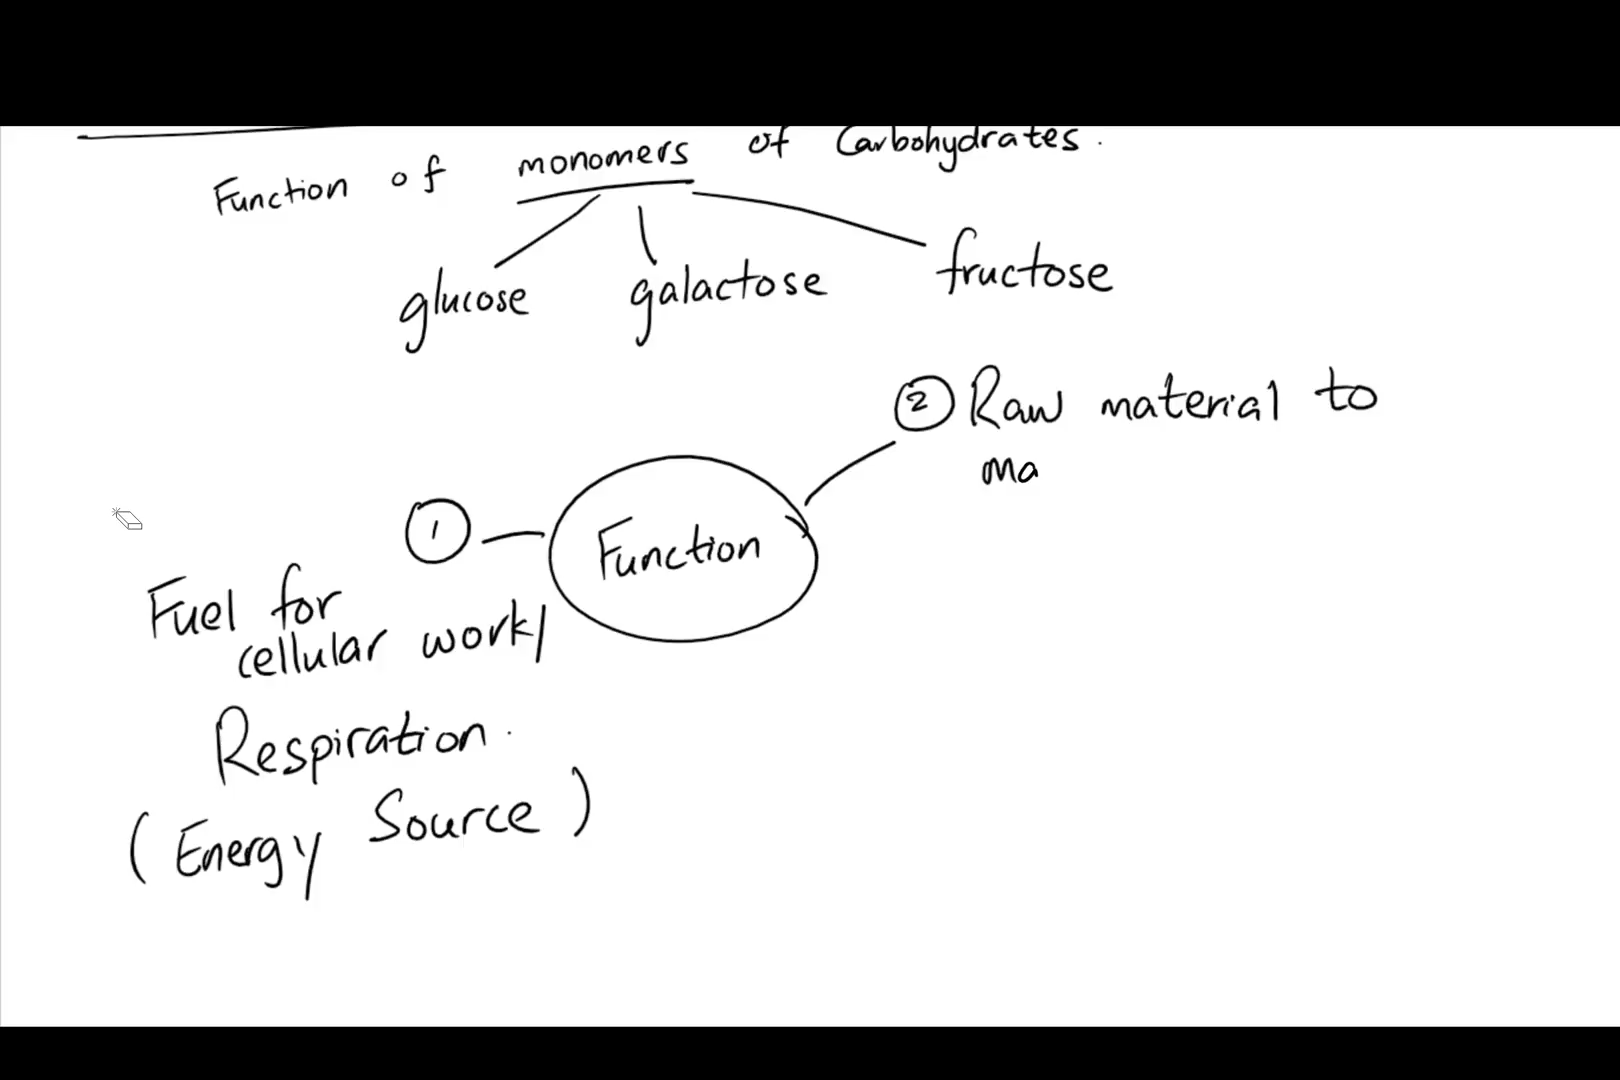 Function of monomers of Carbohydrates.
glucose galactose fructose
② Raw material to
ma
①
Function
Fuel for
cellular work/
Respiration.
(Energy Source)